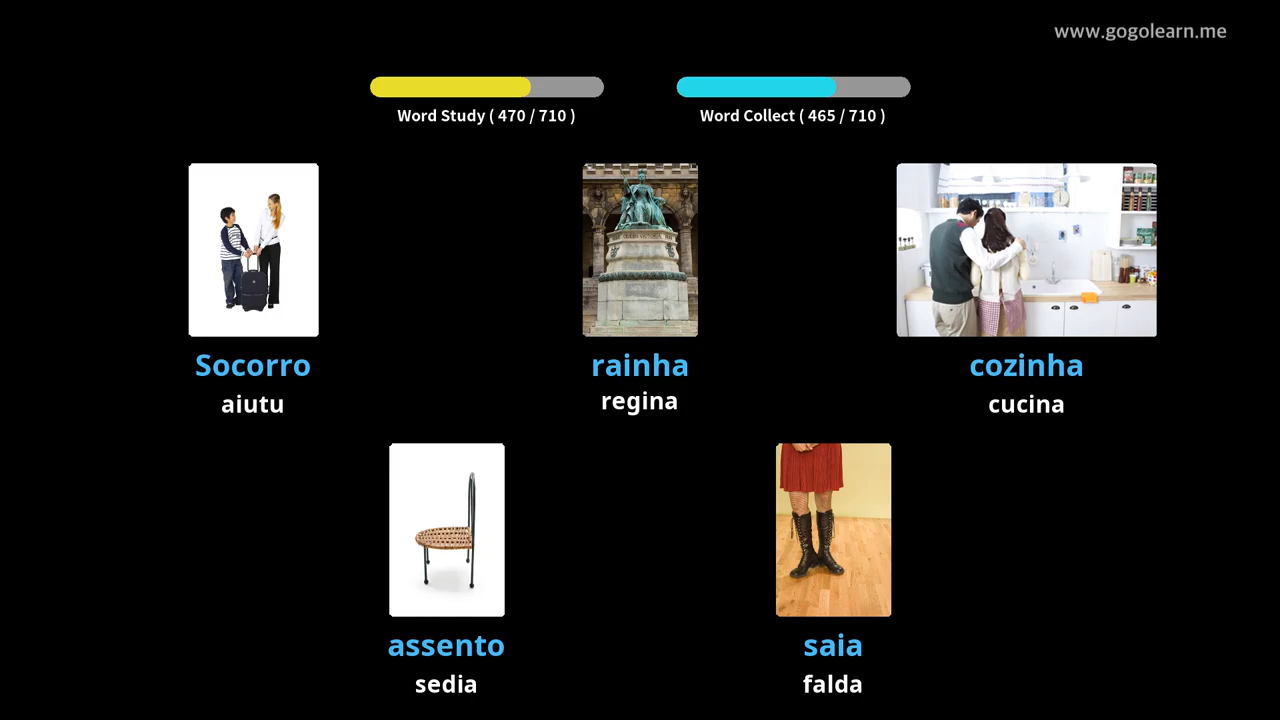 www.gogolearn.me
Word Study ( 470 / 710 )
Word Collect ( 465 / 710 )
Socorro
aiutu
rainha
regina
cozinha
cucina
assento
sedia
saia
falda